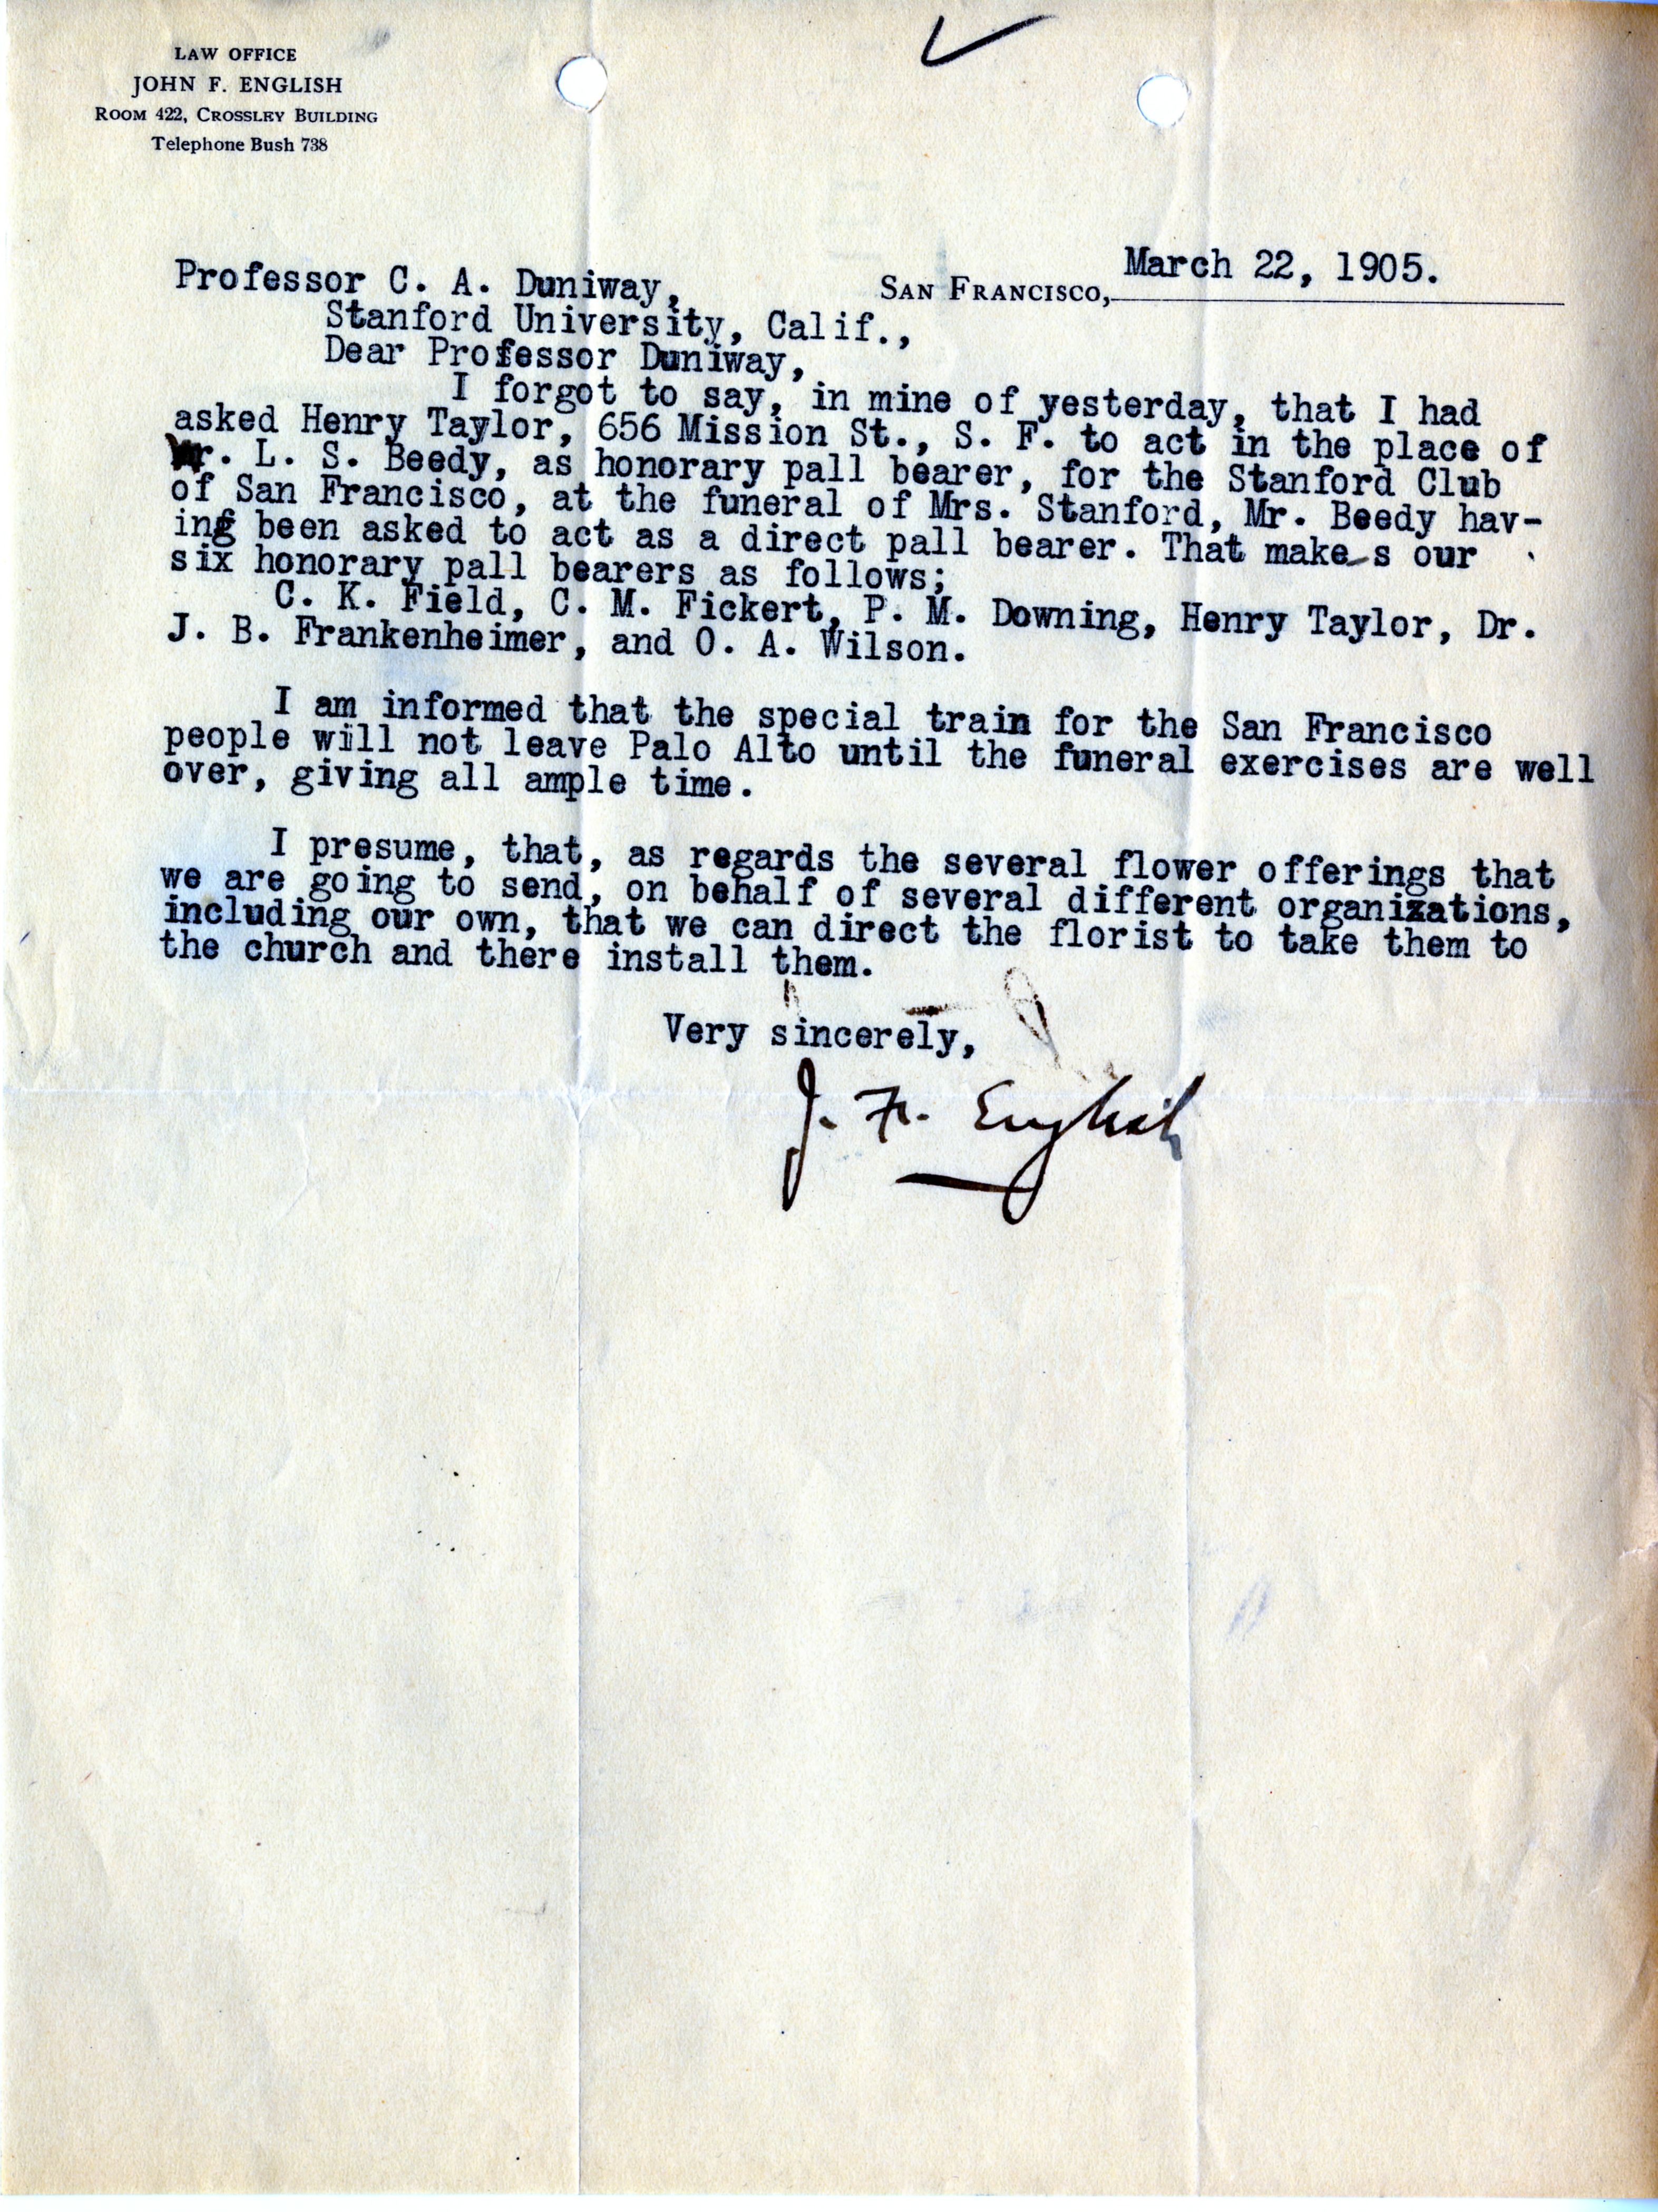 LAW OFFICE
JOHN F. ENGLISH
ROOM 422, CROSSLEY BUILDING
Telephone Bush 738
SAN FRANCISCO, March 22, 1905.
Professor C. A. Duniway,
Stanford University, Calif.,
Dear Professor Duniway,
I forgot to say, in mine of yesterday, that I had
asked Henry Taylor, 656 Mission St., S. F. to act in the place of
Mr. L. S. Beedy, as honorary pall bearer, for the Stanford Club
of San Francisco, at the funeral of Mrs. Stanford, Mr. Beedy hav-
ing been asked to act as a direct pall bearer. That make s our
six honorary pall bearers as follows;
C. K. Field, C. M. Fickert, P. M. Downing, Henry Taylor, Dr.
J. B. Frankenheimer, and O. A. Wilson.
I am informed that the special train for the San Francisco
people will not leave Palo Alto until the funeral exercises are well
over, giving all ample time.
I presume, that, as regards the several flower offerings that
we are going to send, on behalf of several different organizations,
including our own, that we can direct the florist to take them to
the church and there install them.
Very sincerely,
J. F. English